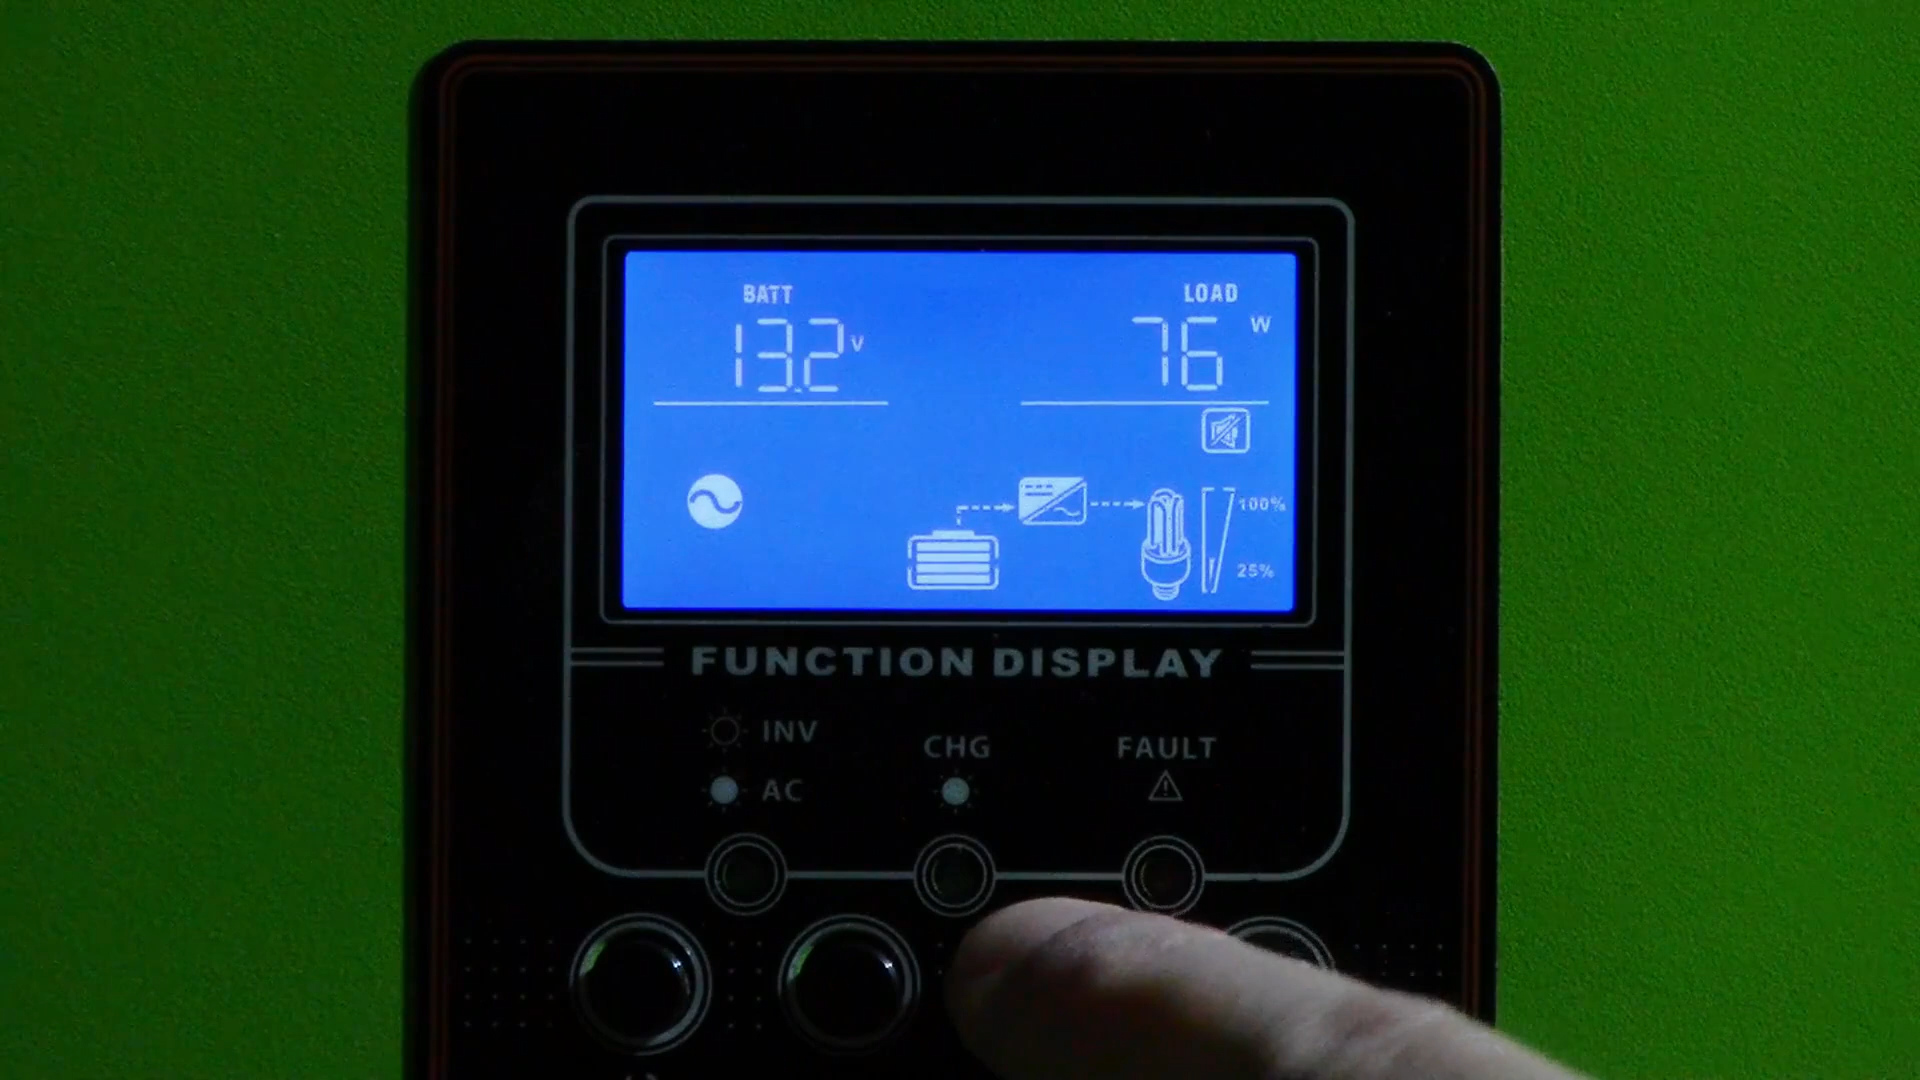 BATT
13.2 V
LOAD
76 W
100%
25%
FUNCTION DISPLAY
INV
AC
CHG
FAULT